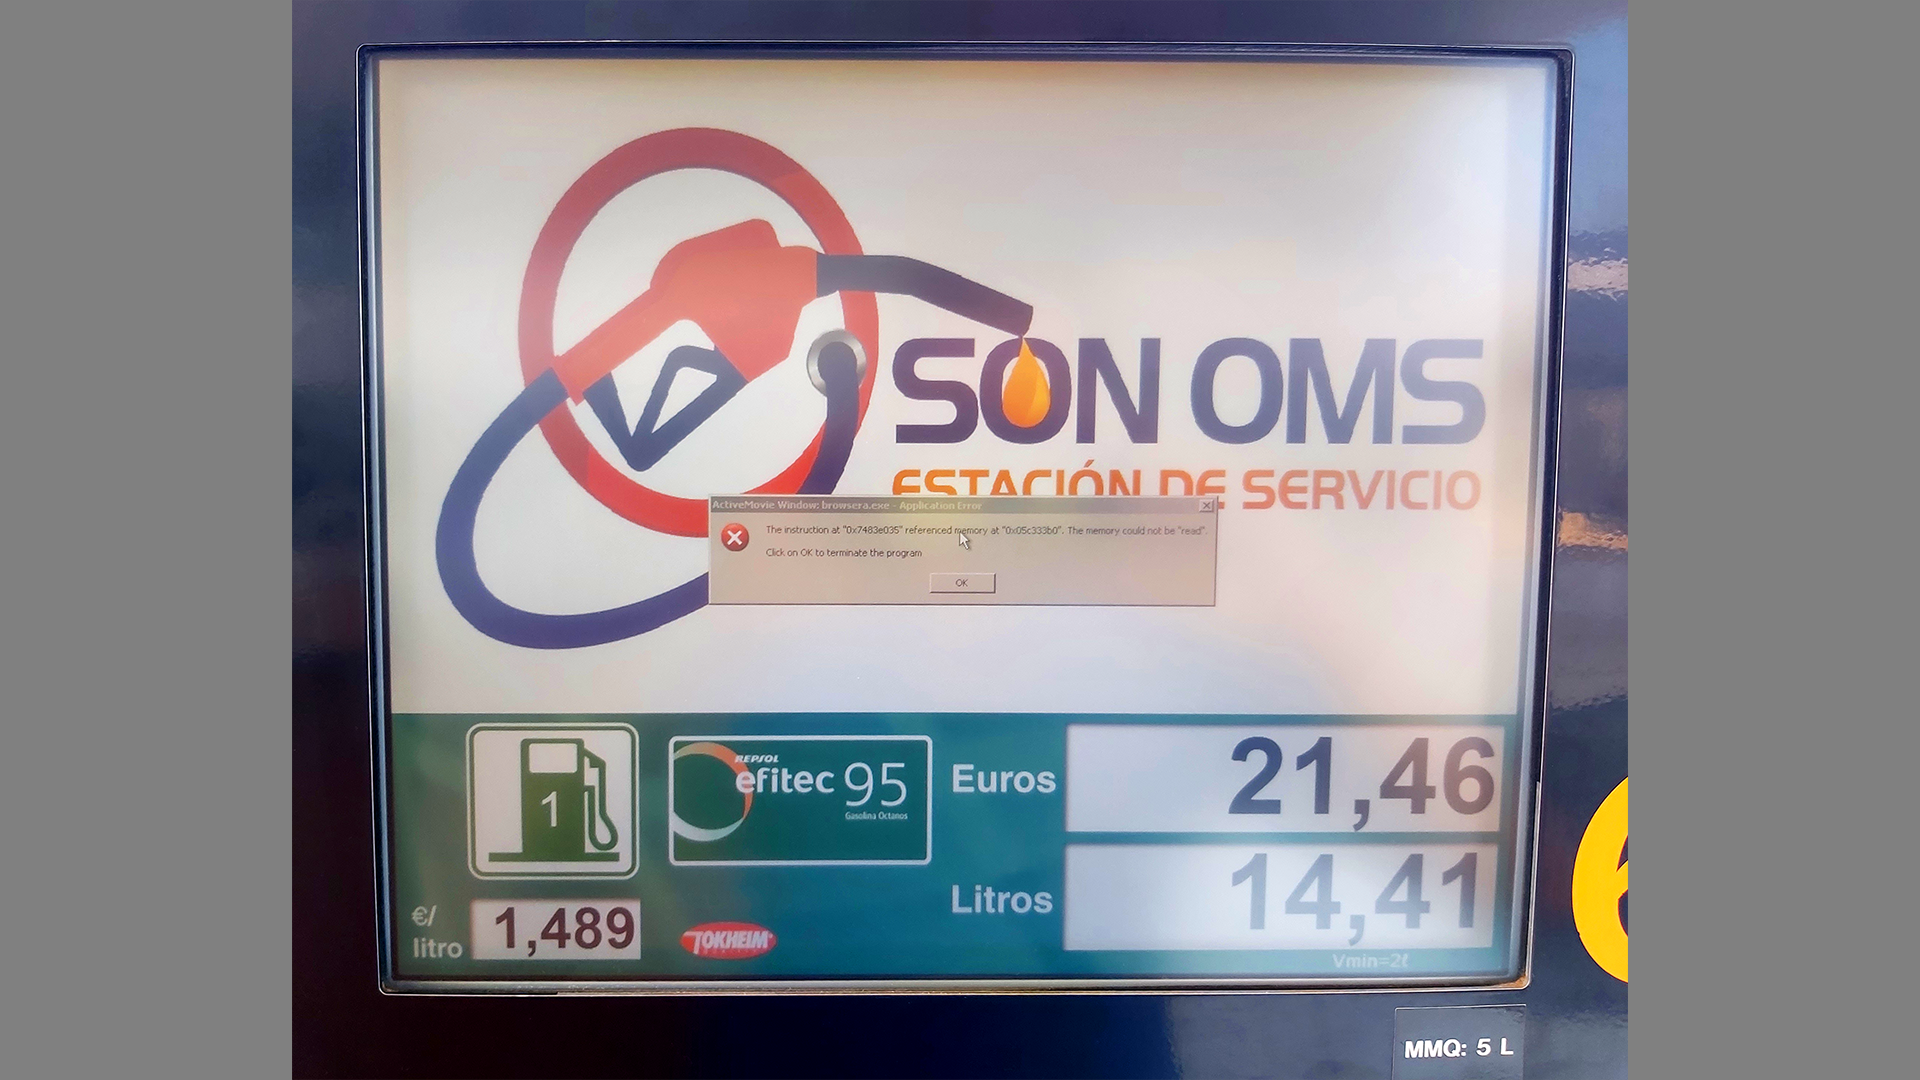 SON OMS
ESTACIÓN DE SERVICIO
ActiveMovie Window: browsera.exe - Application Error
The instruction at "0x7483e035" referenced memory at "0x05c333b0". The memory could not be "read".
Click on OK to terminate the program
OK
1
REPSOL
efitec 95
Gasolina Octanos
Euros 21,46
Litros 14,41
€/
litro 1,489
TOKHEIM
Vmin=2ℓ
MMQ: 5 L